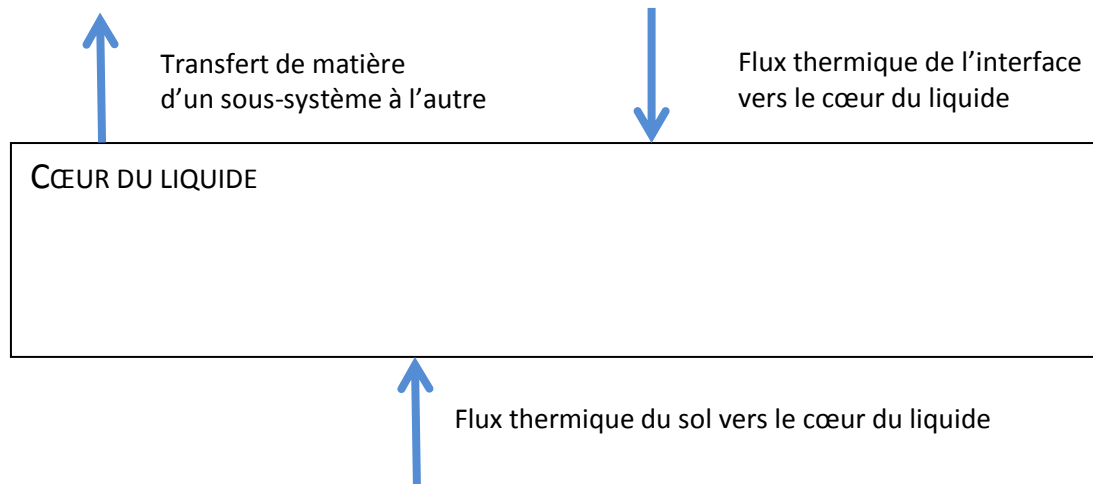 Transfert de matière
d’un sous-système à l’autre
Flux thermique de l’interface
vers le cœur du liquide
CŒUR DU LIQUIDE
Flux thermique du sol vers le cœur du liquide